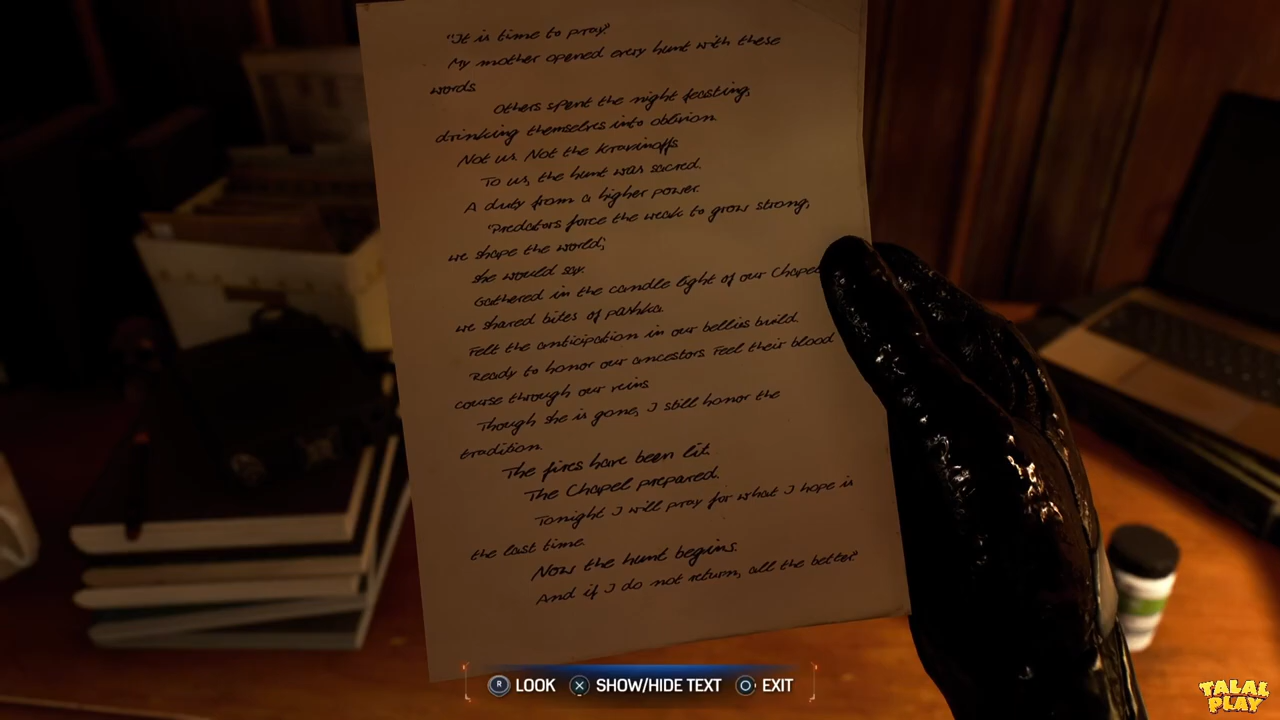 "It is time to pray."
My mother opened every hunt with these
words.
Others spent the night feasting,
drinking themselves into oblivion.
Not us. Not the Kravinoffs.
To us, the hunt was sacred.
A duty from a higher power.
'Predators force the weak to grow strong,
we shape the world,'
she would say.
Gathered in the candle light of our Chapel
we shared bites of pashka.
Felt the anticipation in our bellies build.
Ready to honor our ancestors. Feel their blood
course through our veins.
Though she is gone, I still honor the
tradition.
The fires have been lit.
The Chapel prepared.
Tonight I will pray for what I hope is
the last time.
Now the hunt begins.
And if I do not return, all the better."
R LOOK SHOW/HIDE TEXT EXIT
TALAL
PLAY